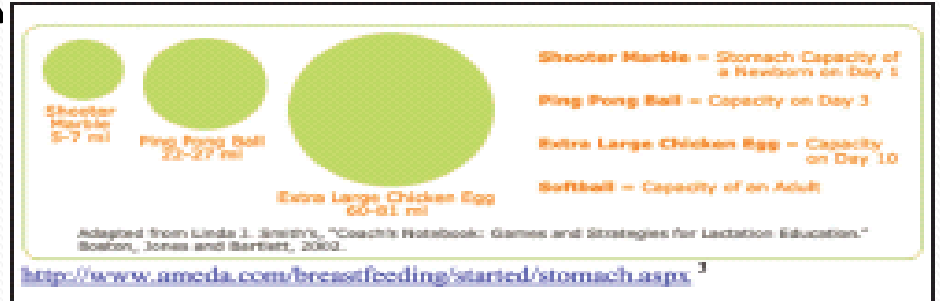 Shooter
Marble
5-7 ml
Ping Pong Ball
22-27 ml
Extra Large Chicken Egg
60-81 ml
Shooter Marble = Stomach Capacity of
a Newborn on Day 1
Ping Pong Ball = Capacity on Day 3
Extra Large Chicken Egg = Capacity
on Day 10
Softball = Capacity of an Adult
Adapted from Linda J. Smith's, "Coach's Notebook: Games and Strategies for Lactation Education."
Boston, Jones and Bartlett, 2002.
http://www.ameda.com/breastfeeding/started/stomach.aspx 3